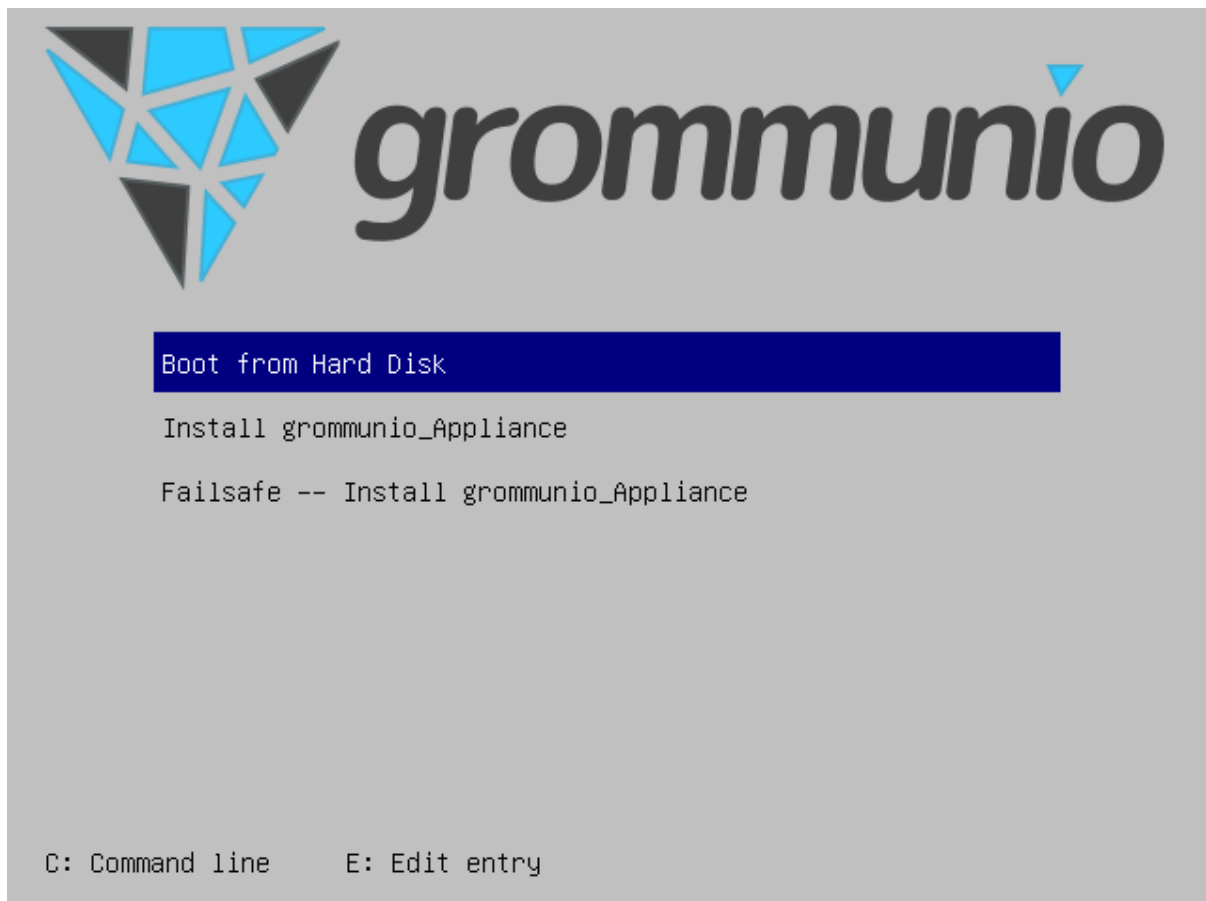 grommunio
Boot from Hard Disk
Install grommunio_Appliance
Failsafe -- Install grommunio_Appliance
C: Command line E: Edit entry